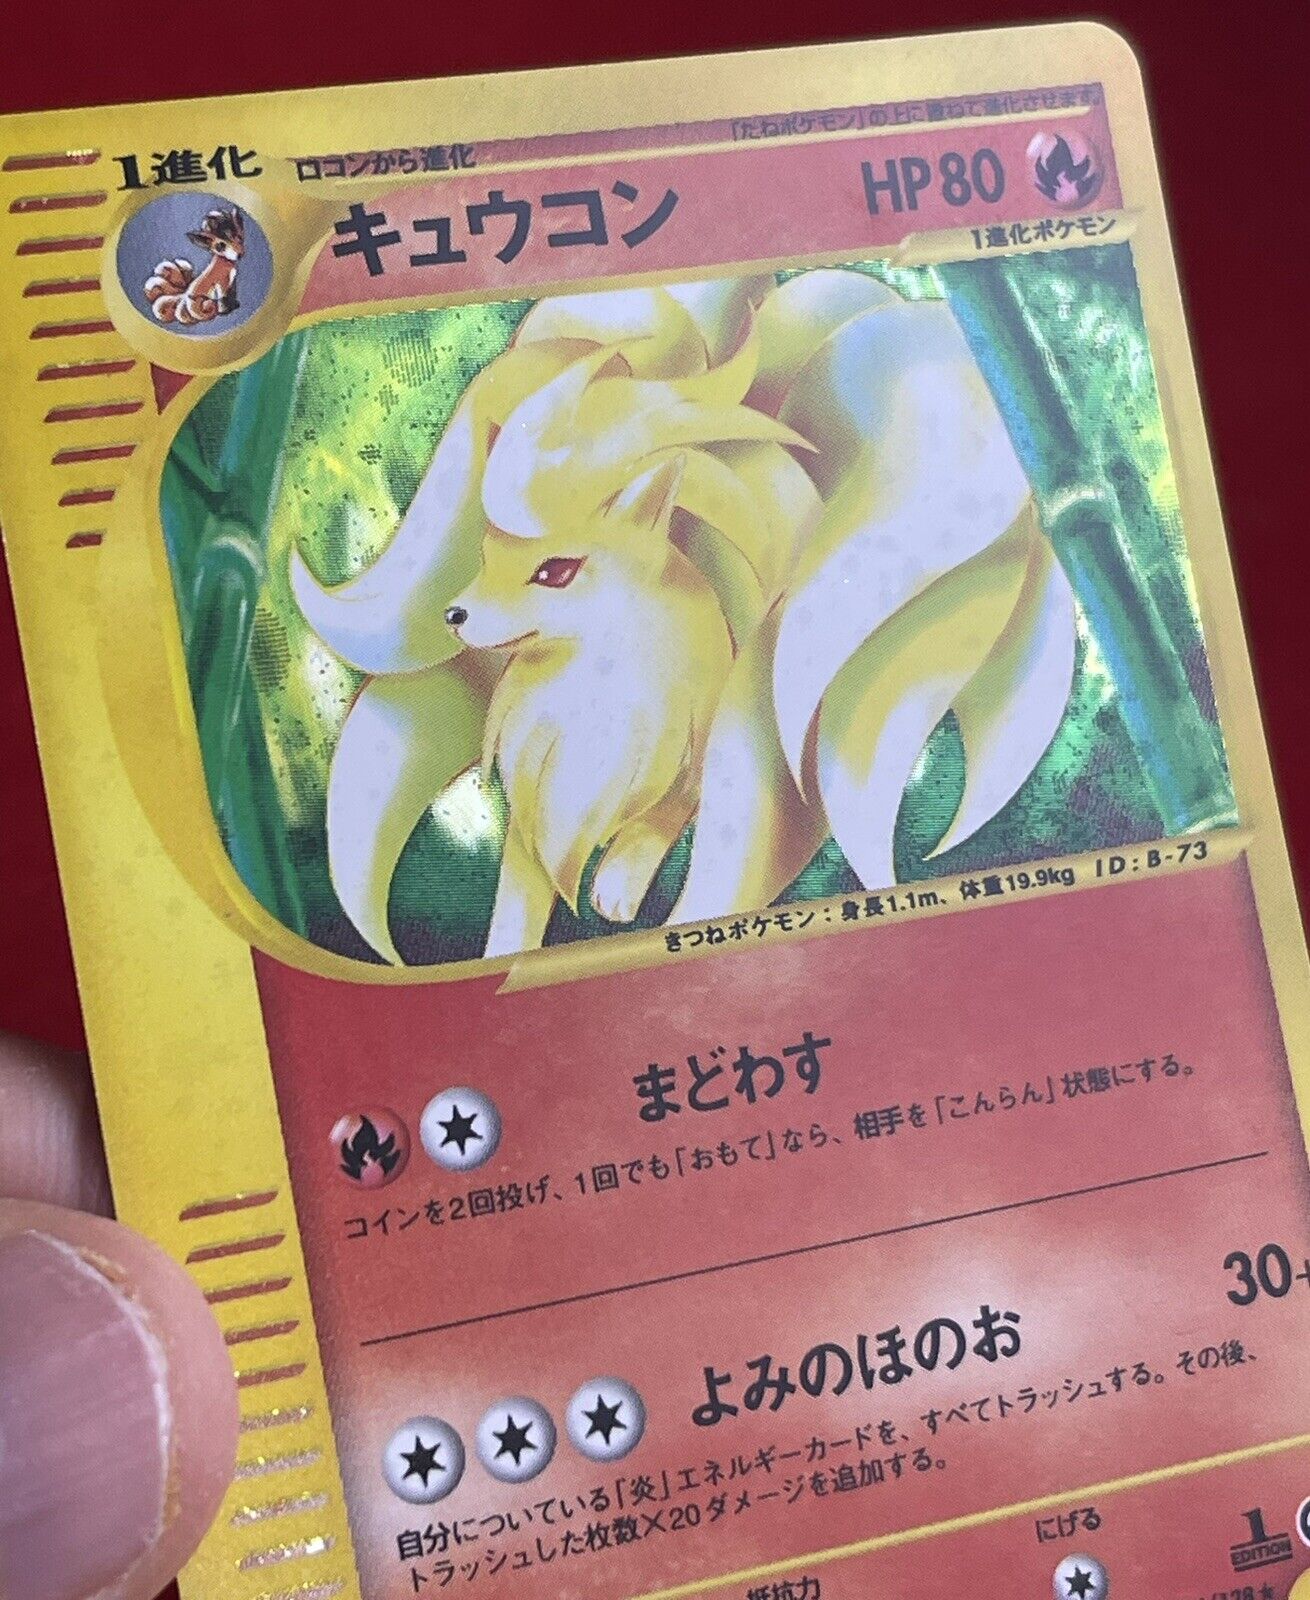 「たねポケモン」の上に重ねて進化させます。
1進化 ロコンから進化
キュウコン HP80
1進化ポケモン
きつねポケモン：身長1.1m、体重19.9kg ID：B-73
まどわす
コインを2回投げ、1回でも「おもて」なら、相手を「こんらん」状態にする。
よみのほのお 30+
自分についている「炎」エネルギーカードを、すべてトラッシュする。その後、
トラッシュした枚数×20ダメージを追加する。
抵抗力 にげる 1 EDITION
/128